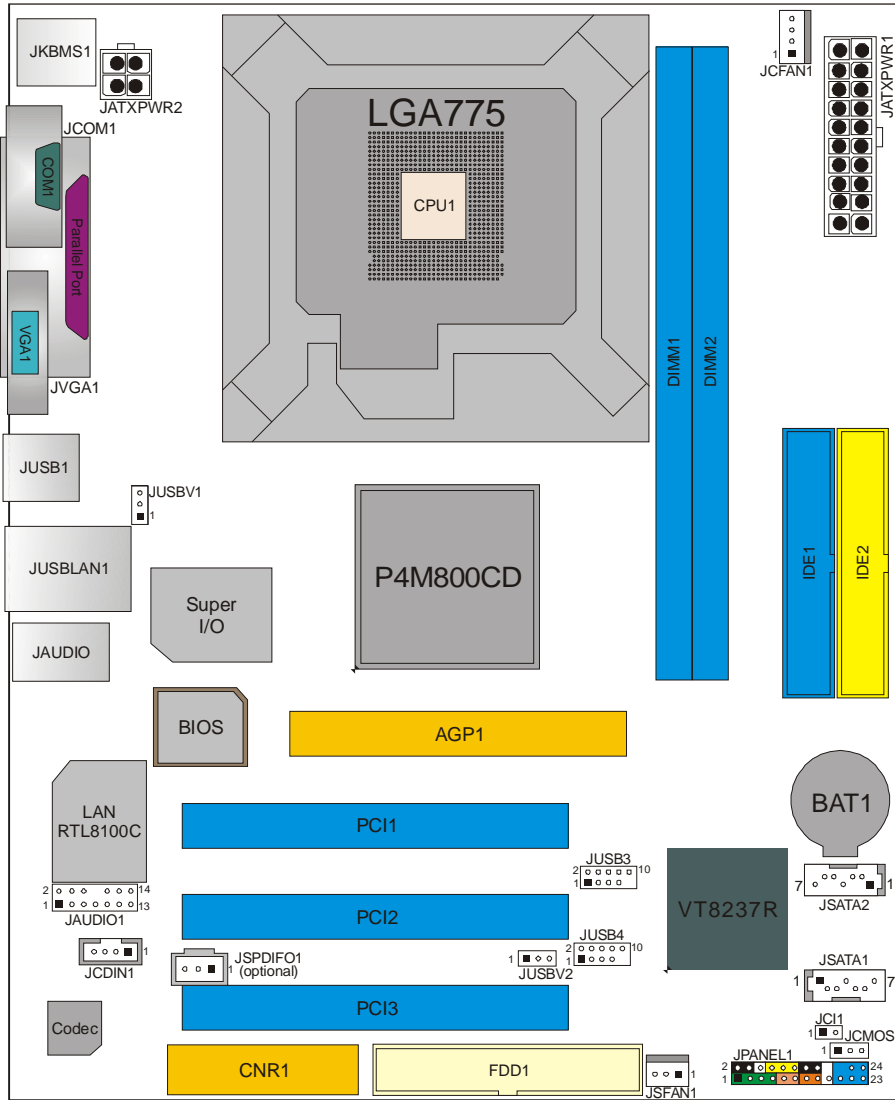 JKBMS1
JATXPWR2
LGA775
CPU1
1
JCFAN1
JATXPWR1
JCOM1
COM1
Parallel Port
VGA1
JVGA1
DIMM1
DIMM2
JUSB1
JUSBV1
1
JUSBLAN1
Super
I/O
P4M800CD
IDE1
IDE2
JAUDIO
BIOS
AGP1
LAN
RTL8100C
BAT1
PCI1
JUSB3
2 10
1
VT8237R
7 1
JSATA2
2 14
1 13
JAUDIO1
PCI2
JUSB4
2 10
1
1
JUSBV2
JCDIN1
1
JSPDIFO1
(optional)
1
JSATA1
1 7
Codec
PCI3
JCI1
1
JCMOS
1
CNR1
FDD1
1
JSFAN1
JPANEL1
2 24
1 23